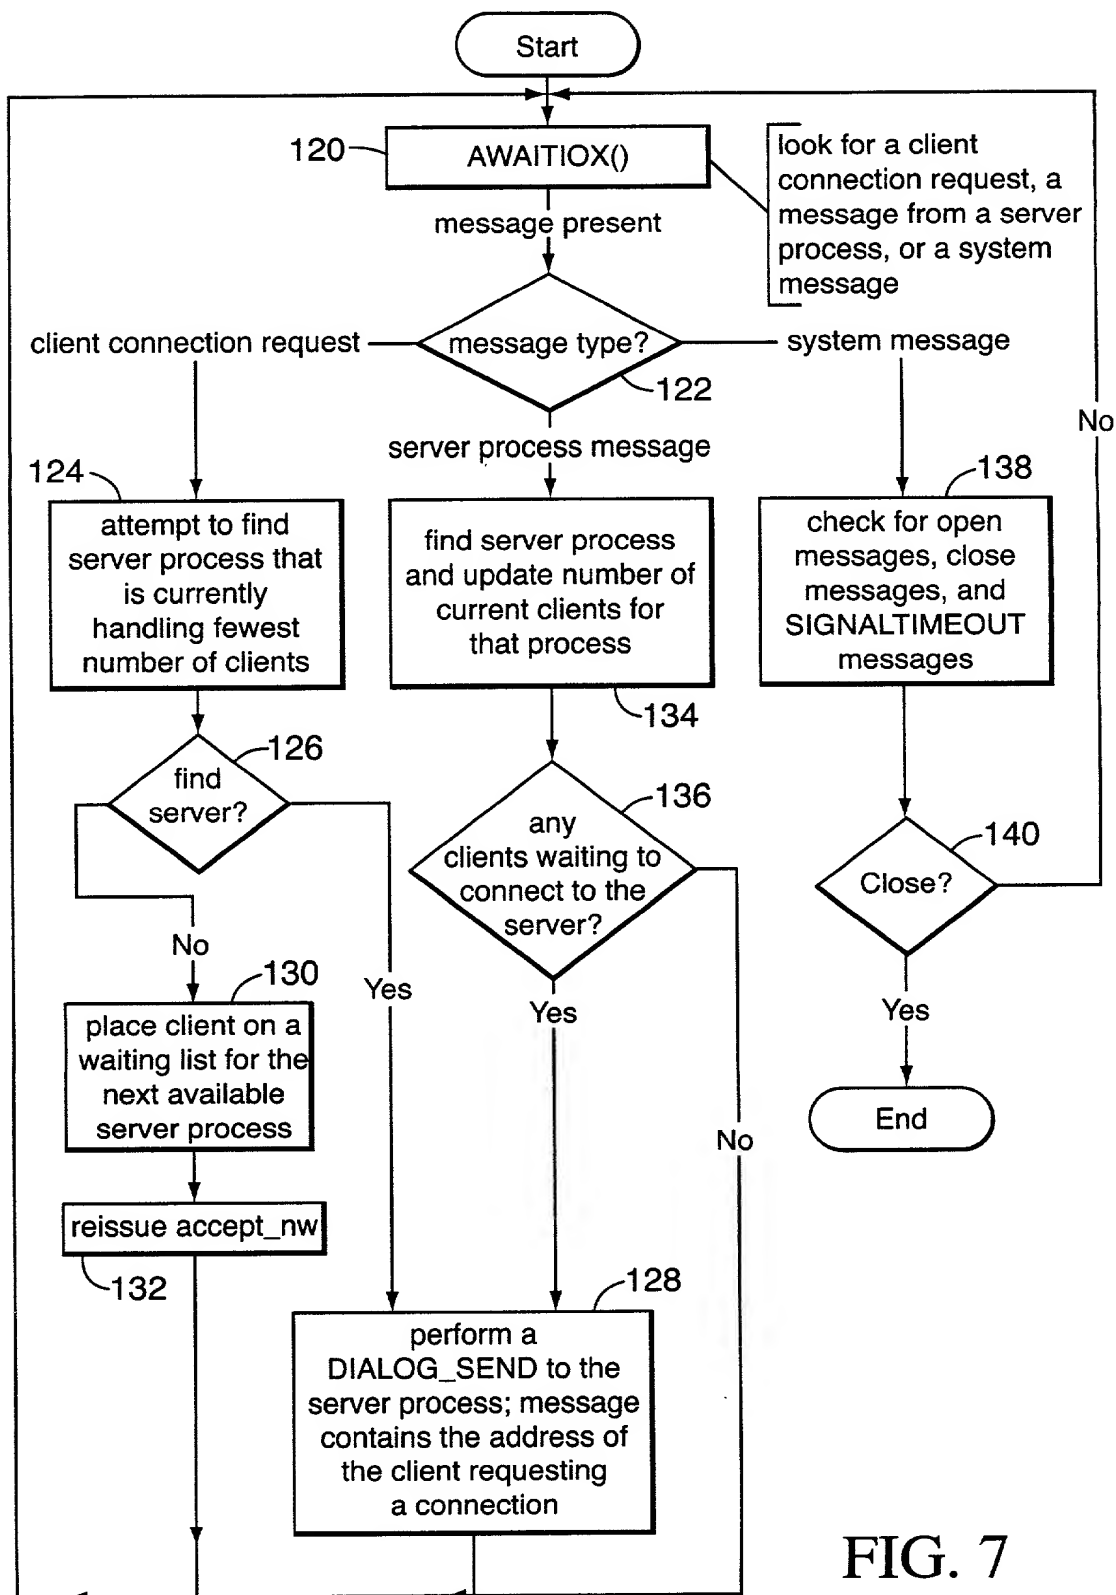 Start
120
AWAITIOX()
look for a client
connection request, a
message from a server
process, or a system
message
message present
client connection request
message type?
system message
122
No
server process message
124
attempt to find
server process that
is currently
handling fewest
number of clients
find server process
and update number of
current clients for
that process
138
check for open
messages, close
messages, and
SIGNALTIMEOUT
messages
134
126
find
server?
136
any
clients waiting to
connect to the
server?
140
Close?
No
Yes
Yes
Yes
130
place client on a
waiting list for the
next available
server process
End
No
reissue accept_nw
132
128
perform a
DIALOG_SEND to the
server process; message
contains the address of
the client requesting
a connection
FIG. 7